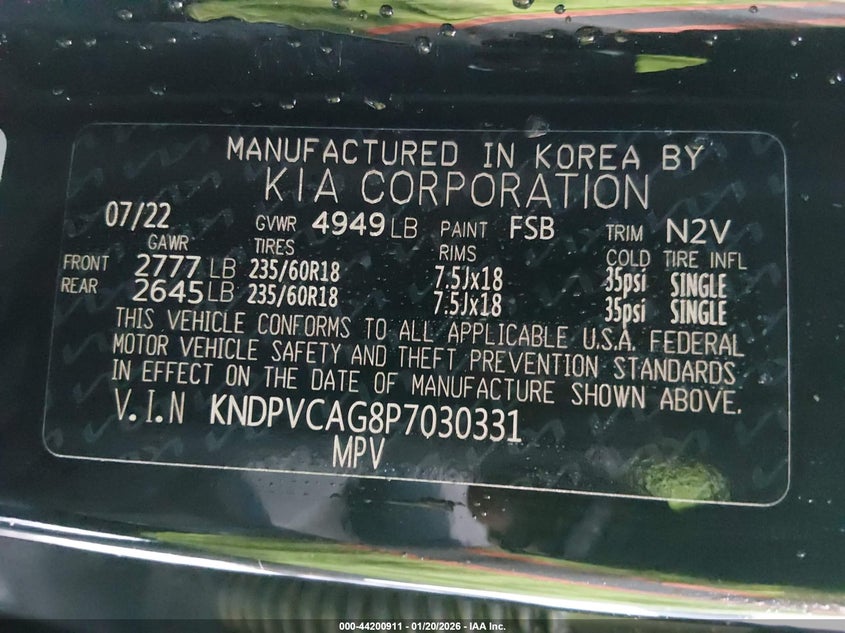 MANUFACTURED IN KOREA BY
KIA CORPORATION
07/22 GVWR 4949 LB PAINT FSB TRIM N2V
GAWR TIRES RIMS COLD TIRE INFL
FRONT 2777 LB 235/60R18 7.5Jx18 35psi SINGLE
REAR 2645 LB 235/60R18 7.5Jx18 35psi SINGLE
THIS VEHICLE CONFORMS TO ALL APPLICABLE U.S.A. FEDERAL
MOTOR VEHICLE SAFETY AND THEFT PREVENTION STANDARDS
IN EFFECT ON THE DATE OF MANUFACTURE SHOWN ABOVE.
V.I.N KNDPVCAG8P7030331
MPV
000-44200911 - 01/20/2026 - IAA Inc.